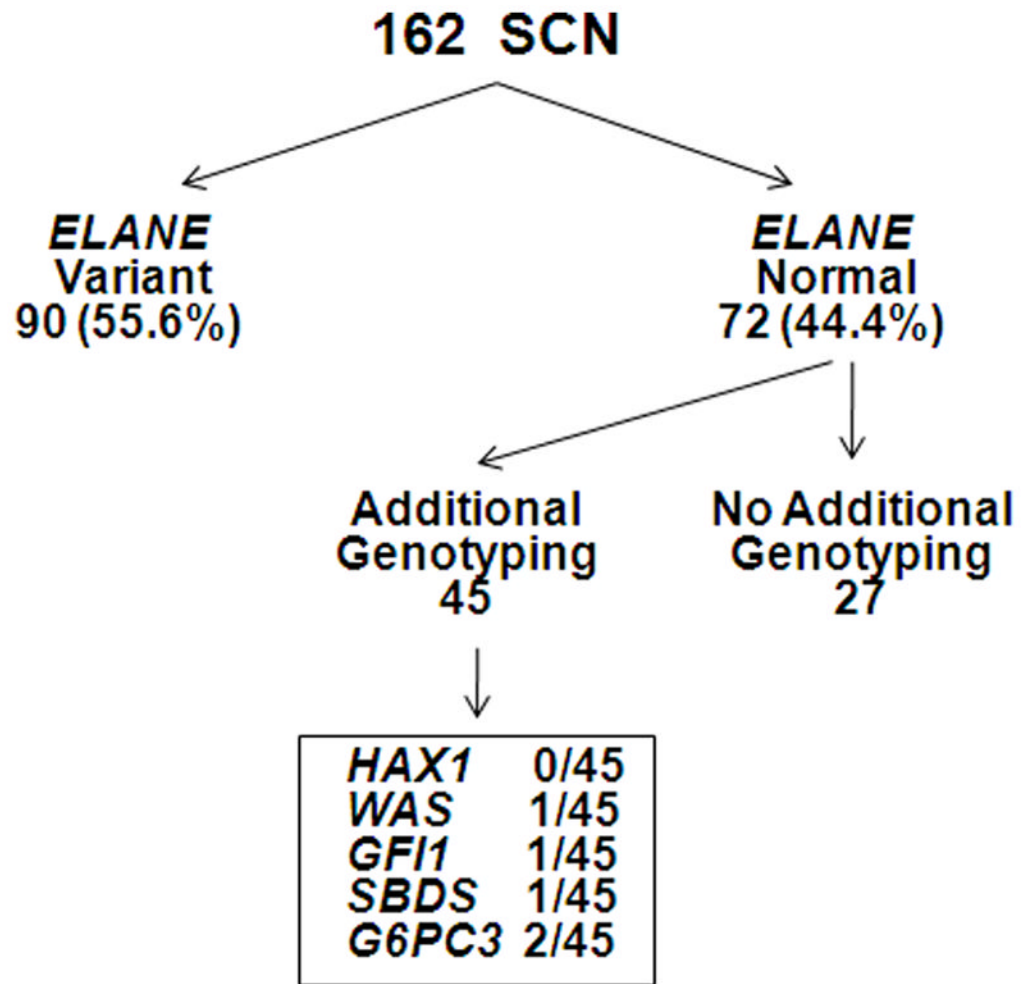 162 SCN
ELANE
Variant
90 (55.6%)
ELANE
Normal
72 (44.4%)
Additional
Genotyping
45
No Additional
Genotyping
27
HAX1 0/45
WAS 1/45
GFI1 1/45
SBDS 1/45
G6PC3 2/45